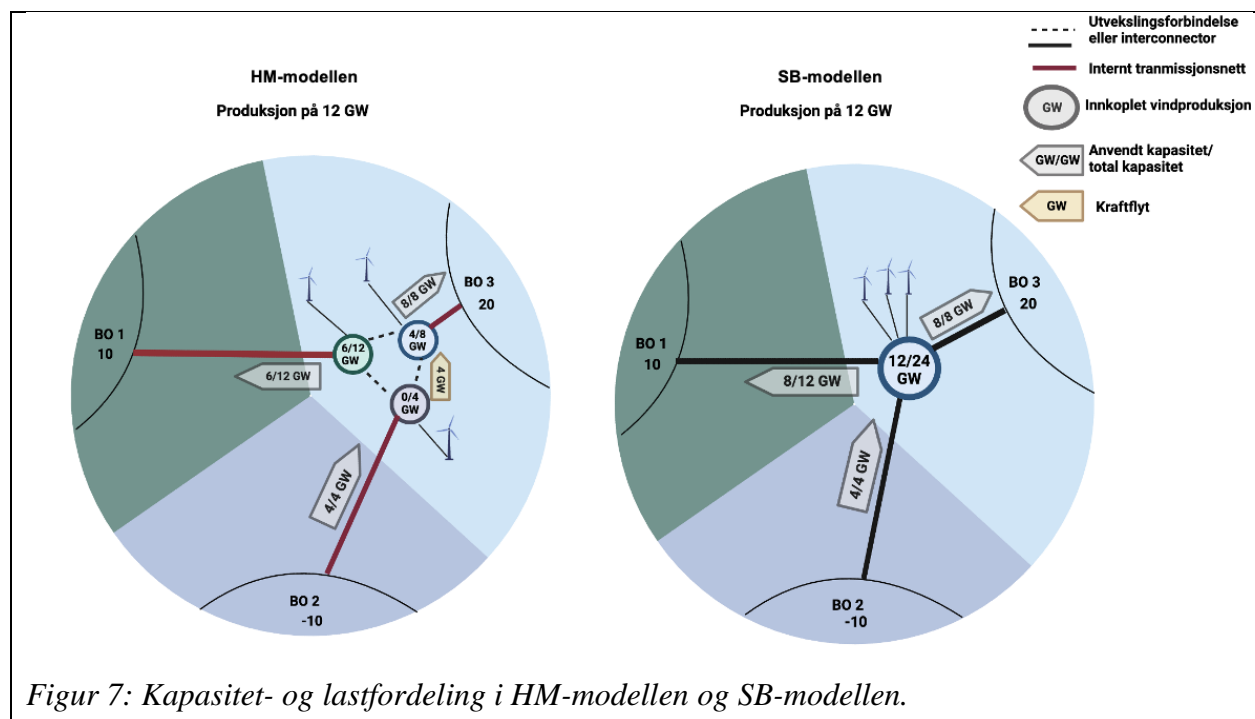 HM-modellen
Produksjon på 12 GW
BO 1
10
BO 3
20
BO 2
-10
6/12
GW
4/8
GW
0/4
GW
8/8 GW
6/12 GW
4 GW
4/4 GW
SB-modellen
Produksjon på 12 GW
BO 1
10
BO 3
20
BO 2
-10
12/24
GW
8/8 GW
8/12 GW
4/4 GW
Utvekslingsforbindelse
eller interconnector
Internt tranmissjonsnett
GW
Innkoplet vindproduksjon
GW/GW
Anvendt kapasitet/
total kapasitet
GW
Kraftflyt
Figur 7: Kapasitet- og lastfordeling i HM-modellen og SB-modellen.